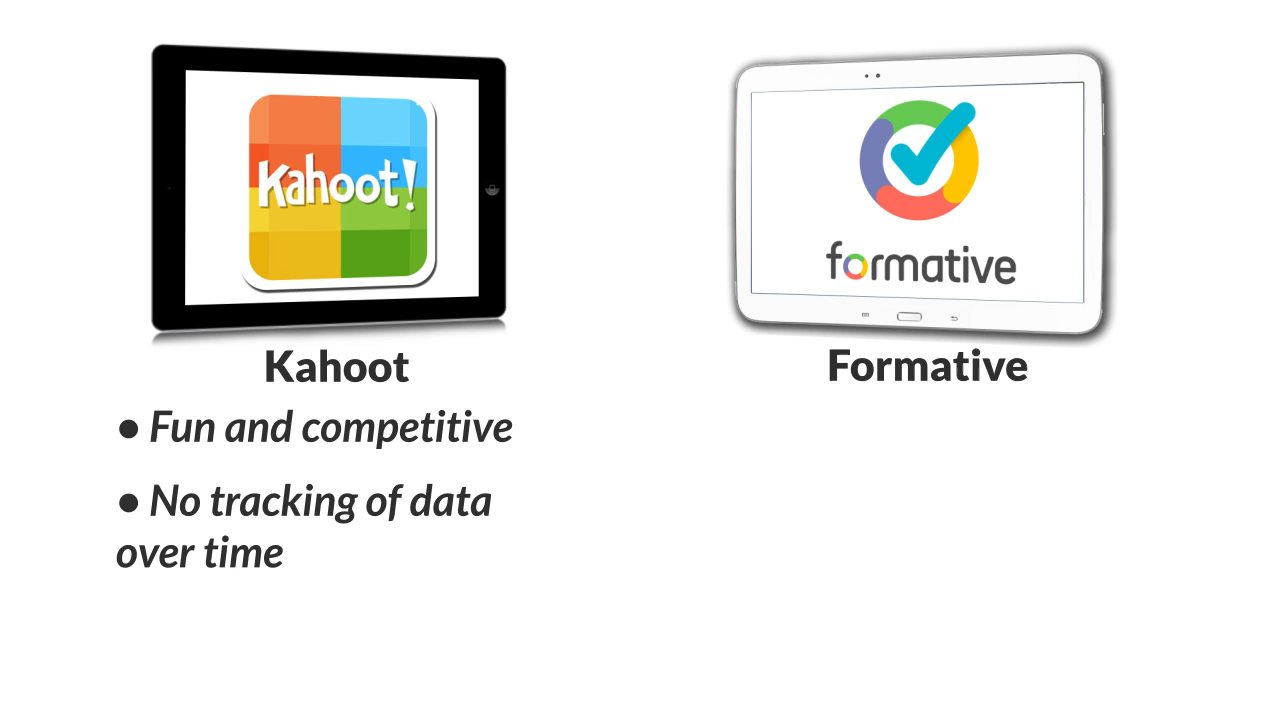 Kahoot!
formative
Kahoot
Formative
● Fun and competitive
● No tracking of data
over time